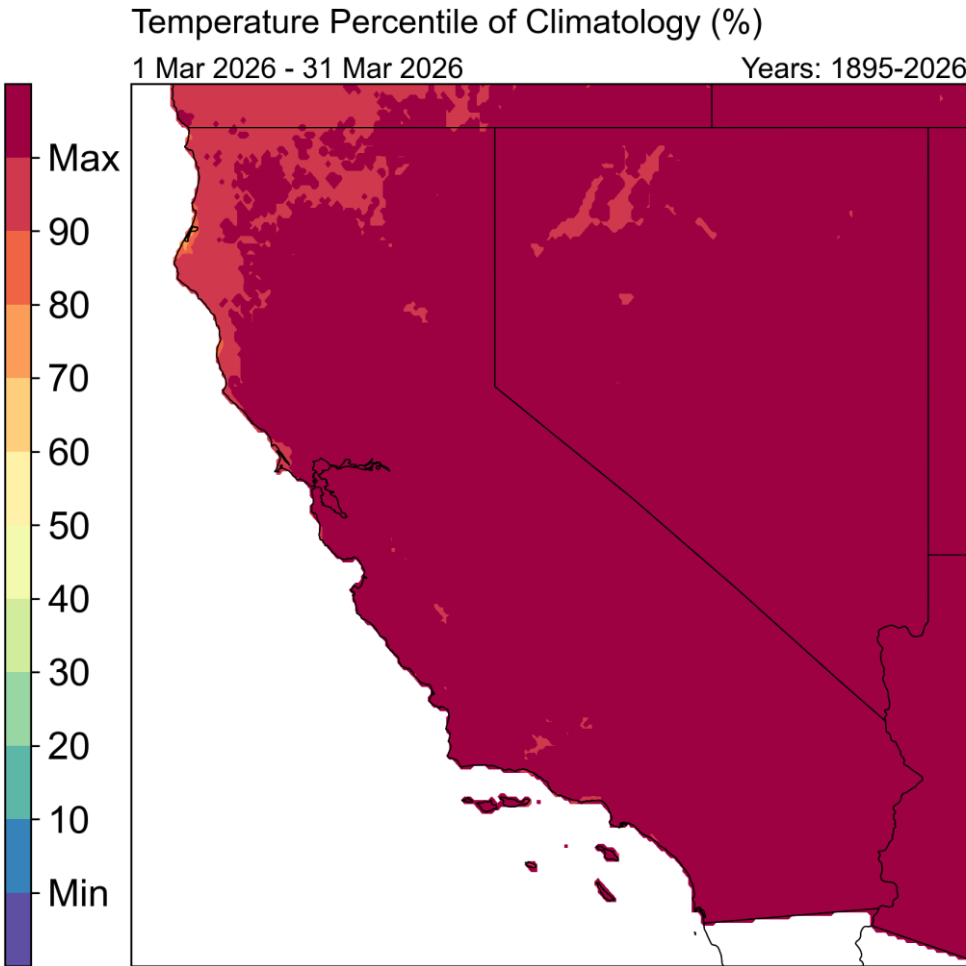 Temperature Percentile of Climatology (%)
1 Mar 2026 - 31 Mar 2026
Years: 1895-2026
Max
90
80
70
60
50
40
30
20
10
Min